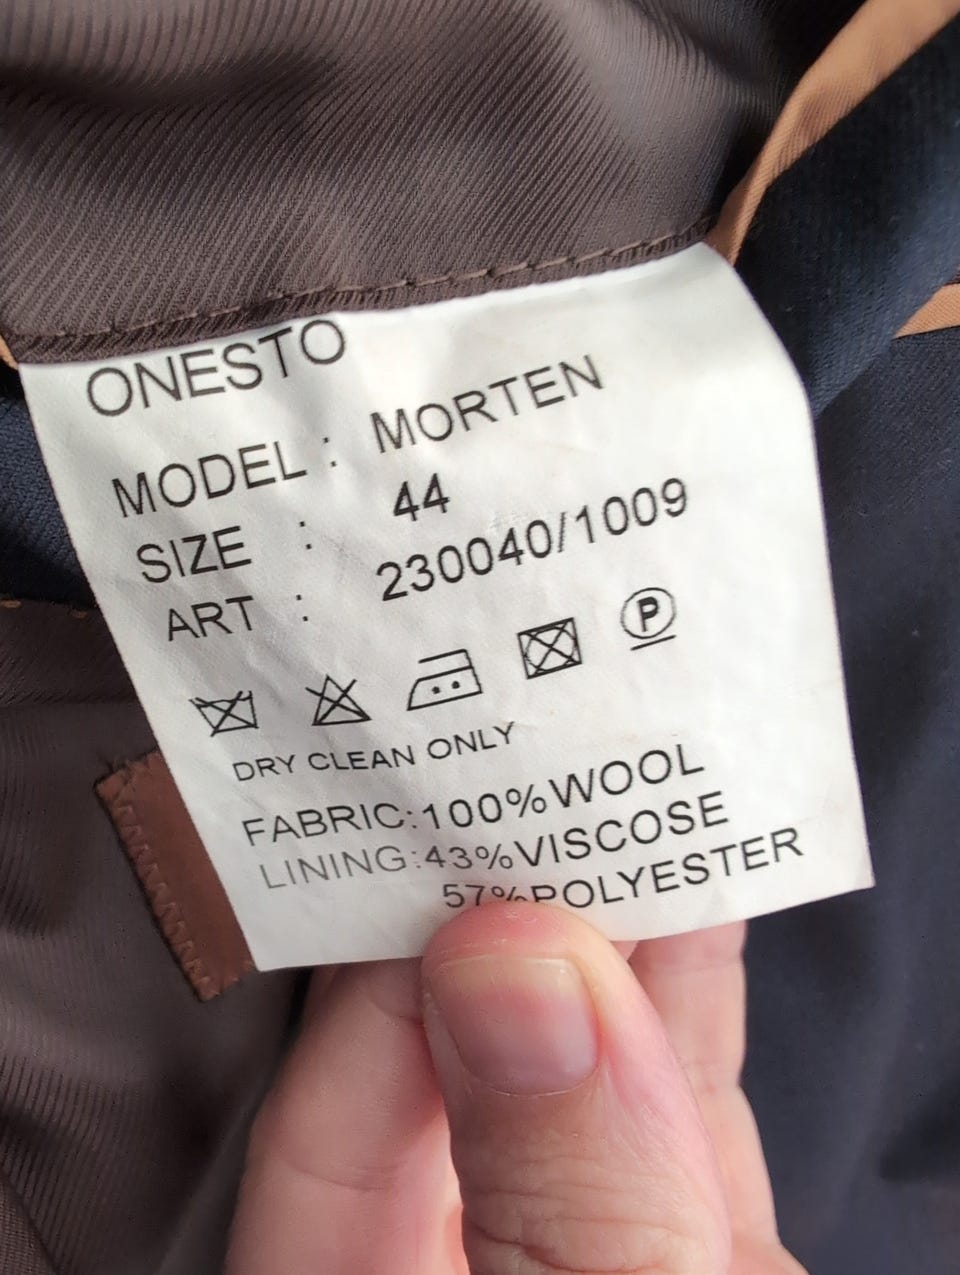 ONESTO
MODEL : MORTEN
SIZE : 44
ART : 230040/1009
P
DRY CLEAN ONLY
FABRIC:100%WOOL
LINING:43%VISCOSE
57%POLYESTER